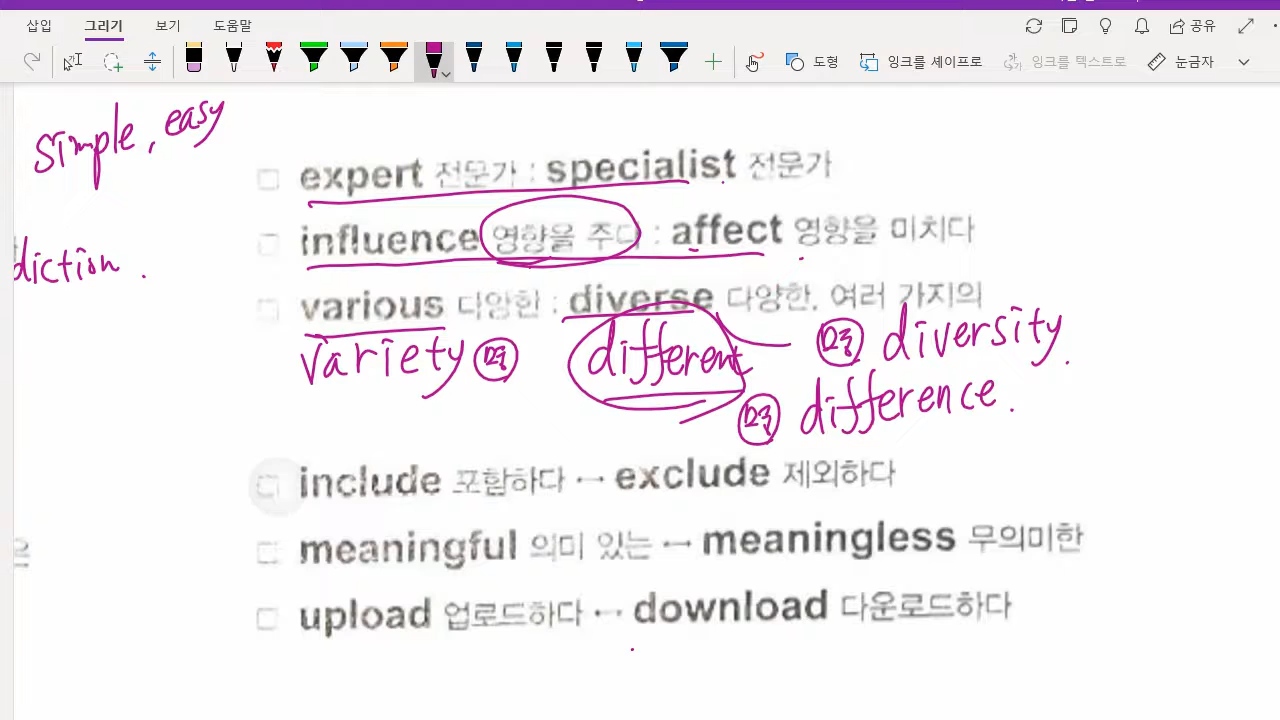 삽입 그리기 보기 도움말 공유
도형 잉크를 셰이프로 잉크를 텍스트로 눈금자
simple, easy
expert 전문가 : specialist 전문가
influence 영향을 주다 : affect 영향을 미치다
diction.
various 다양한 : diverse 다양한, 여러 가지의
variety 명 different 명 diversity.
명 difference.
include 포함하다 ↔ exclude 제외하다
meaningful 의미 있는 ↔ meaningless 무의미한
은
upload 업로드하다 ↔ download 다운로드하다